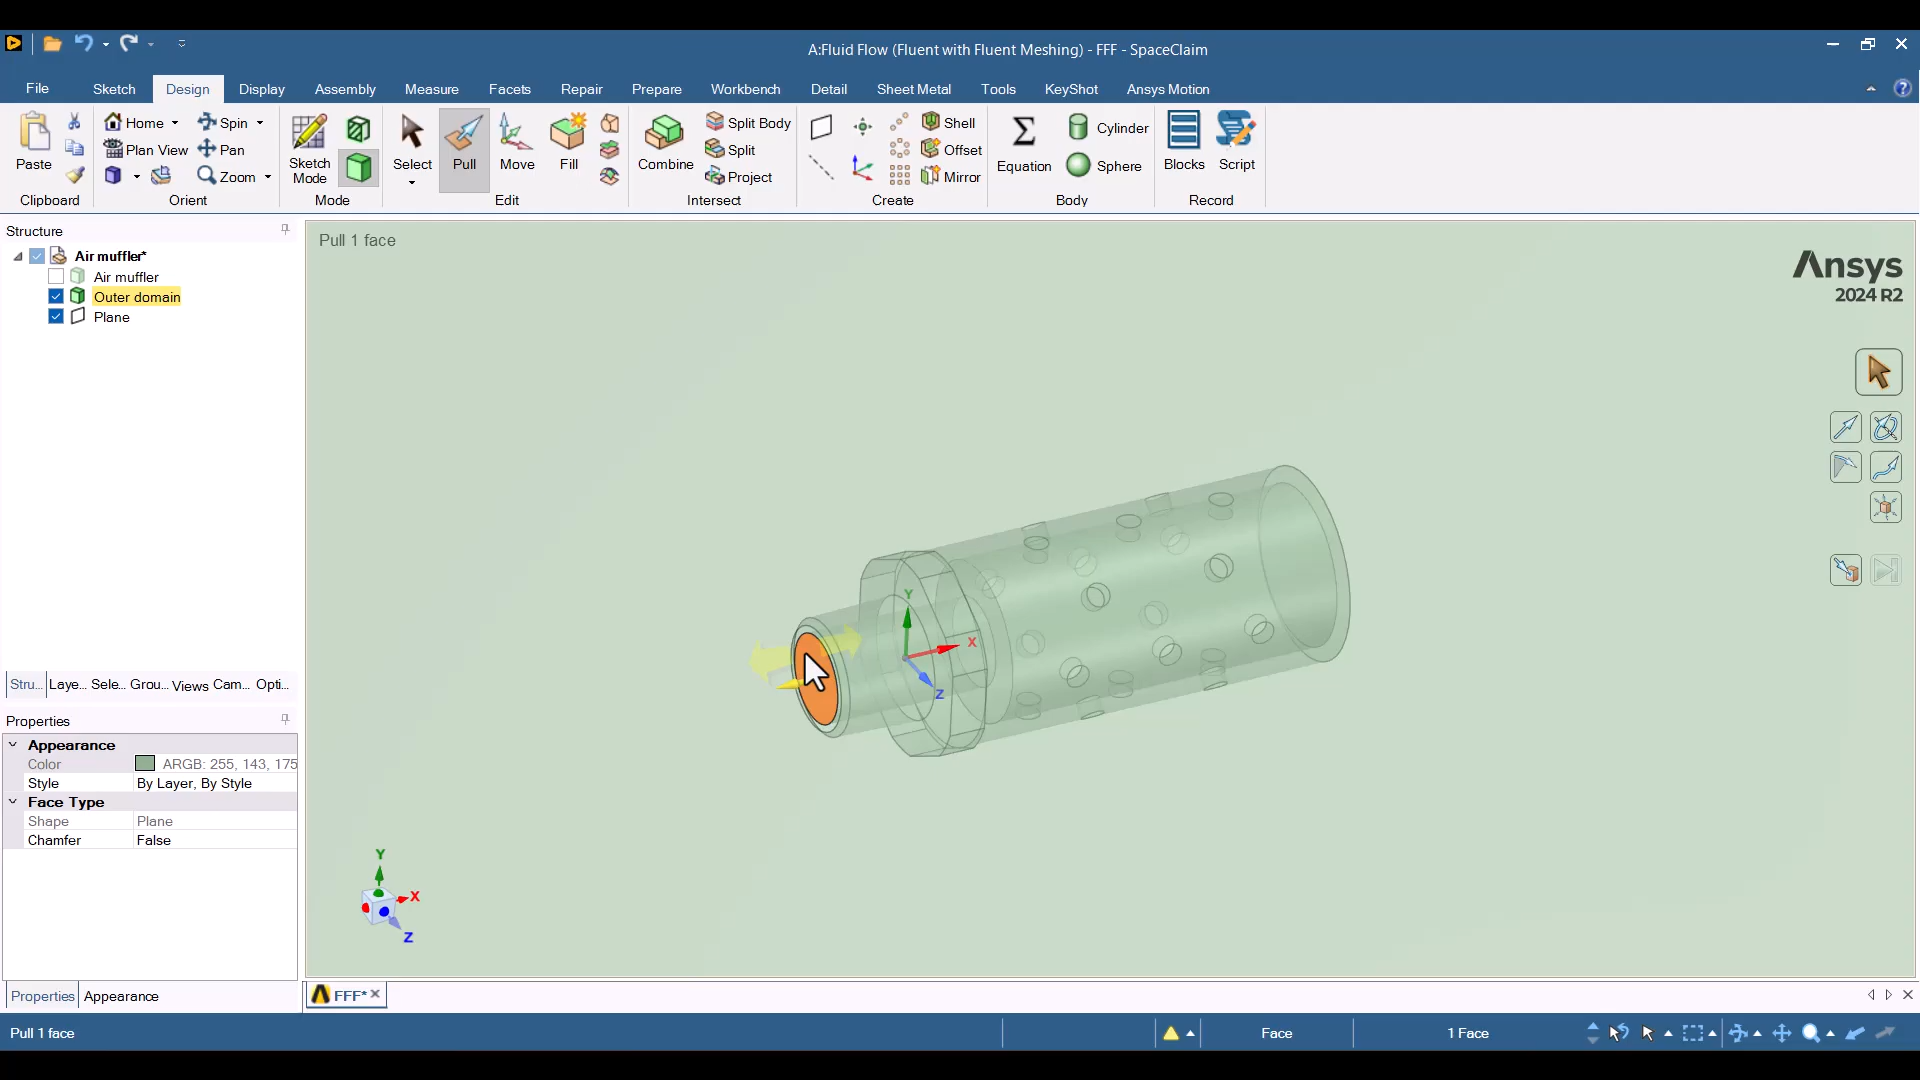 A:Fluid Flow (Fluent with Fluent Meshing) - FFF - SpaceClaim
File Sketch Design Display Assembly Measure Facets Repair Prepare Workbench Detail Sheet Metal Tools KeyShot Ansys Motion
Paste
Clipboard
Home Spin
Plan View Pan
Zoom
Orient
Sketch
Mode
Mode
Select Pull Move Fill
Edit
Combine
Split Body
Split
Project
Intersect
Shell
Offset
Mirror
Create
Equation
Cylinder
Sphere
Body
Blocks Script
Record
Structure
Air muffler*
Air muffler
Outer domain
Plane
Stru... Laye... Sele... Grou... Views Cam... Opti...
Properties
Appearance
Color ARGB: 255, 143, 175
Style By Layer, By Style
Face Type
Shape Plane
Chamfer False
Properties Appearance
Pull 1 face
Ansys
2024 R2
Y
X
Z
Y
X
Z
FFF*
Pull 1 face
Face
1 Face